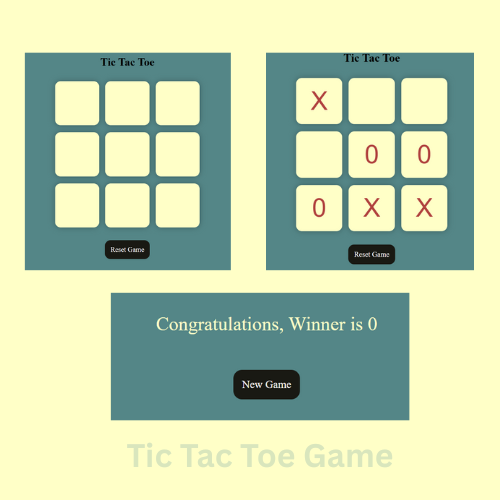 Tic Tac Toe
Reset Game
Tic Tac Toe
X
0 0
0 X X
Reset Game
Congratulations, Winner is 0
New Game
Tic Tac Toe Game